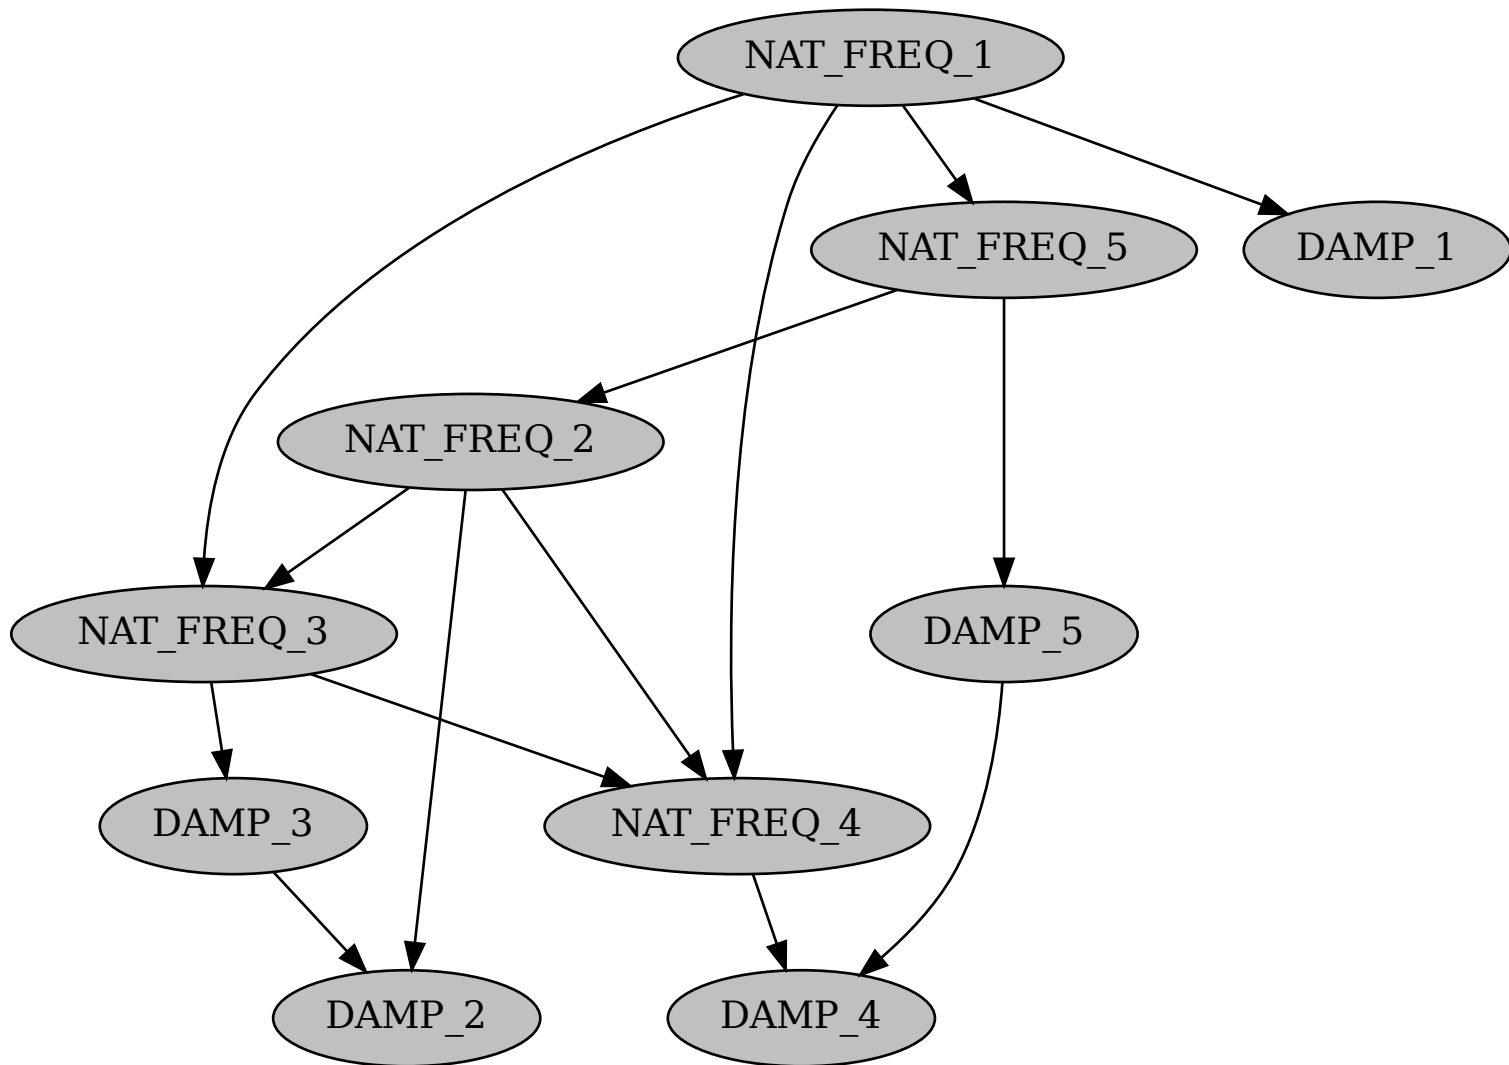 NAT_FREQ_1
NAT_FREQ_5
DAMP_1
NAT_FREQ_2
NAT_FREQ_3
DAMP_5
DAMP_3
NAT_FREQ_4
DAMP_2
DAMP_4